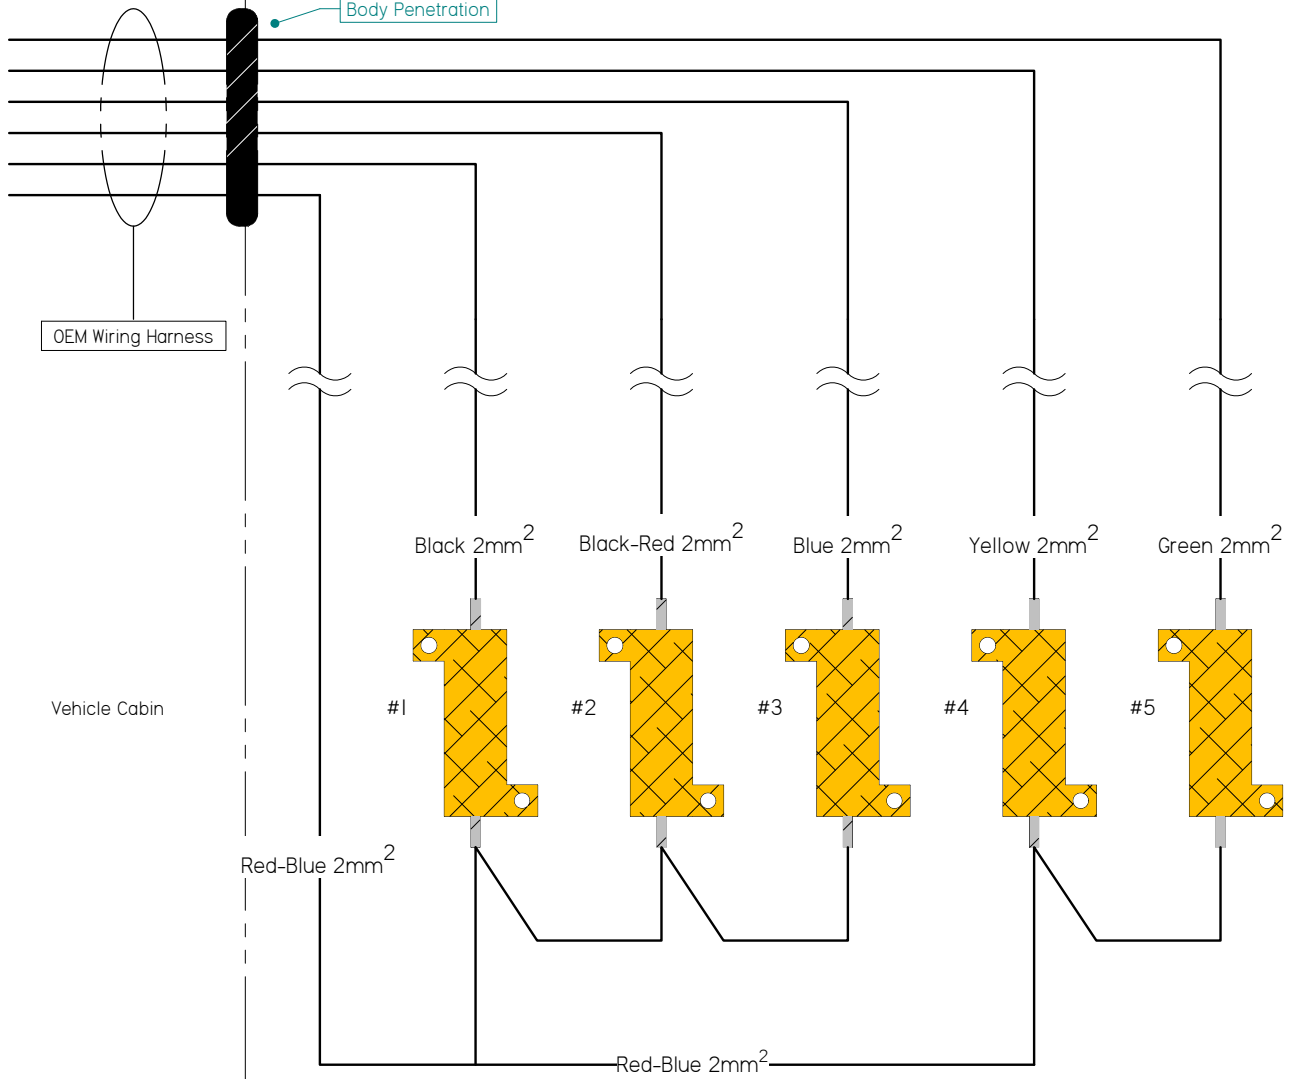 Body Penetration
OEM Wiring Harness
Black 2mm²
Black-Red 2mm²
Blue 2mm²
Yellow 2mm²
Green 2mm²
Vehicle Cabin
#1
#2
#3
#4
#5
Red-Blue 2mm²
Red-Blue 2mm²